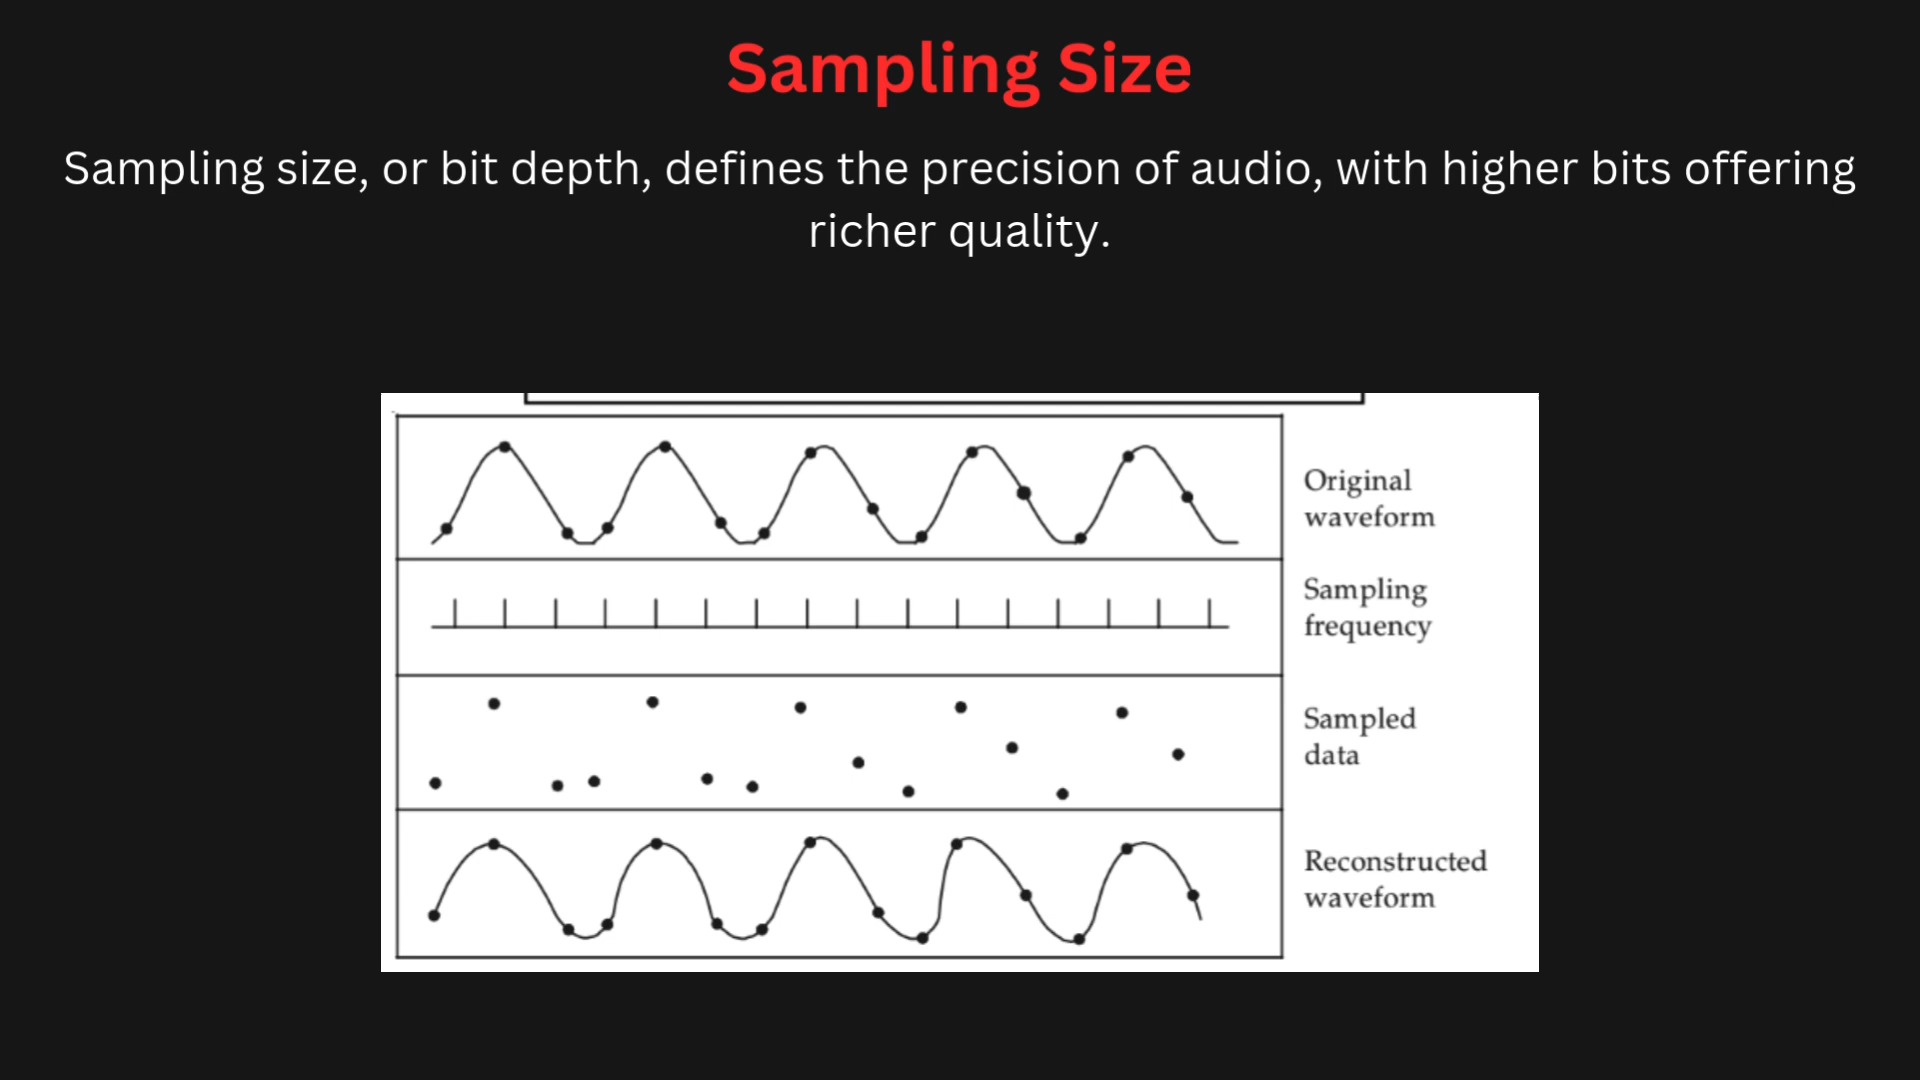 Sampling Size
Sampling size, or bit depth, defines the precision of audio, with higher bits offering
richer quality.
Original
waveform
Sampling
frequency
Sampled
data
Reconstructed
waveform